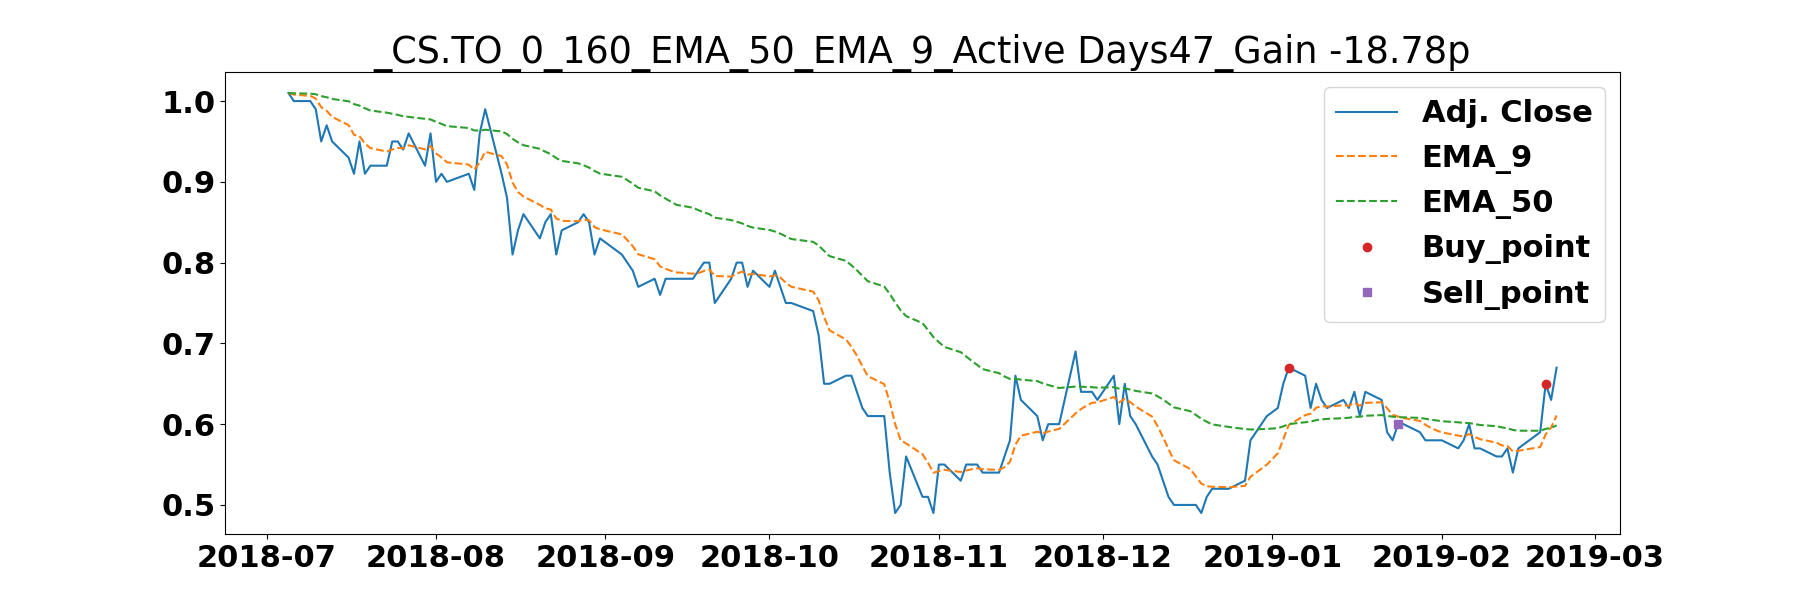 _CS.TO_0_160_EMA_50_EMA_9_Active Days47_Gain -18.78p
1.0
0.9
0.8
0.7
0.6
0.5
Adj. Close
EMA_9
EMA_50
Buy_point
Sell_point
2018-07 2018-08 2018-09 2018-10 2018-11 2018-12 2019-01 2019-02 2019-03